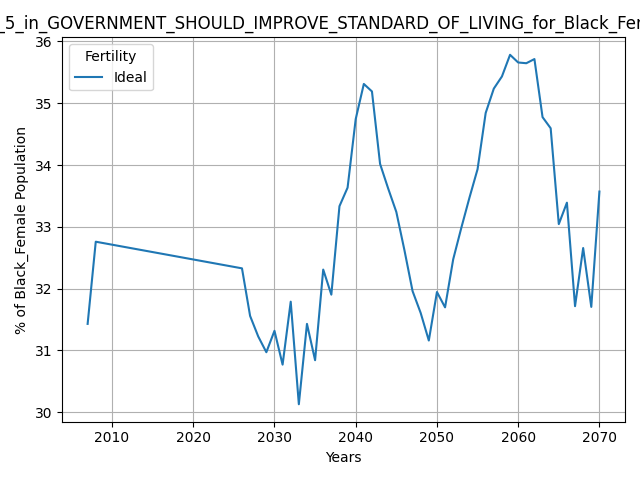 _5_in_GOVERNMENT_SHOULD_IMPROVE_STANDARD_OF_LIVING_for_Black_Fe
Fertility
Ideal
% of Black_Female Population
36
35
34
33
32
31
30
2010 2020 2030 2040 2050 2060 2070
Years